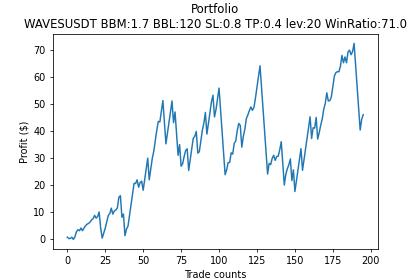 Portfolio
WAVESUSDT BBM:1.7 BBL:120 SL:0.8 TP:0.4 lev:20 WinRatio:71.0
Profit ($)
70
60
50
40
30
20
10
0
0 25 50 75 100 125 150 175 200
Trade counts